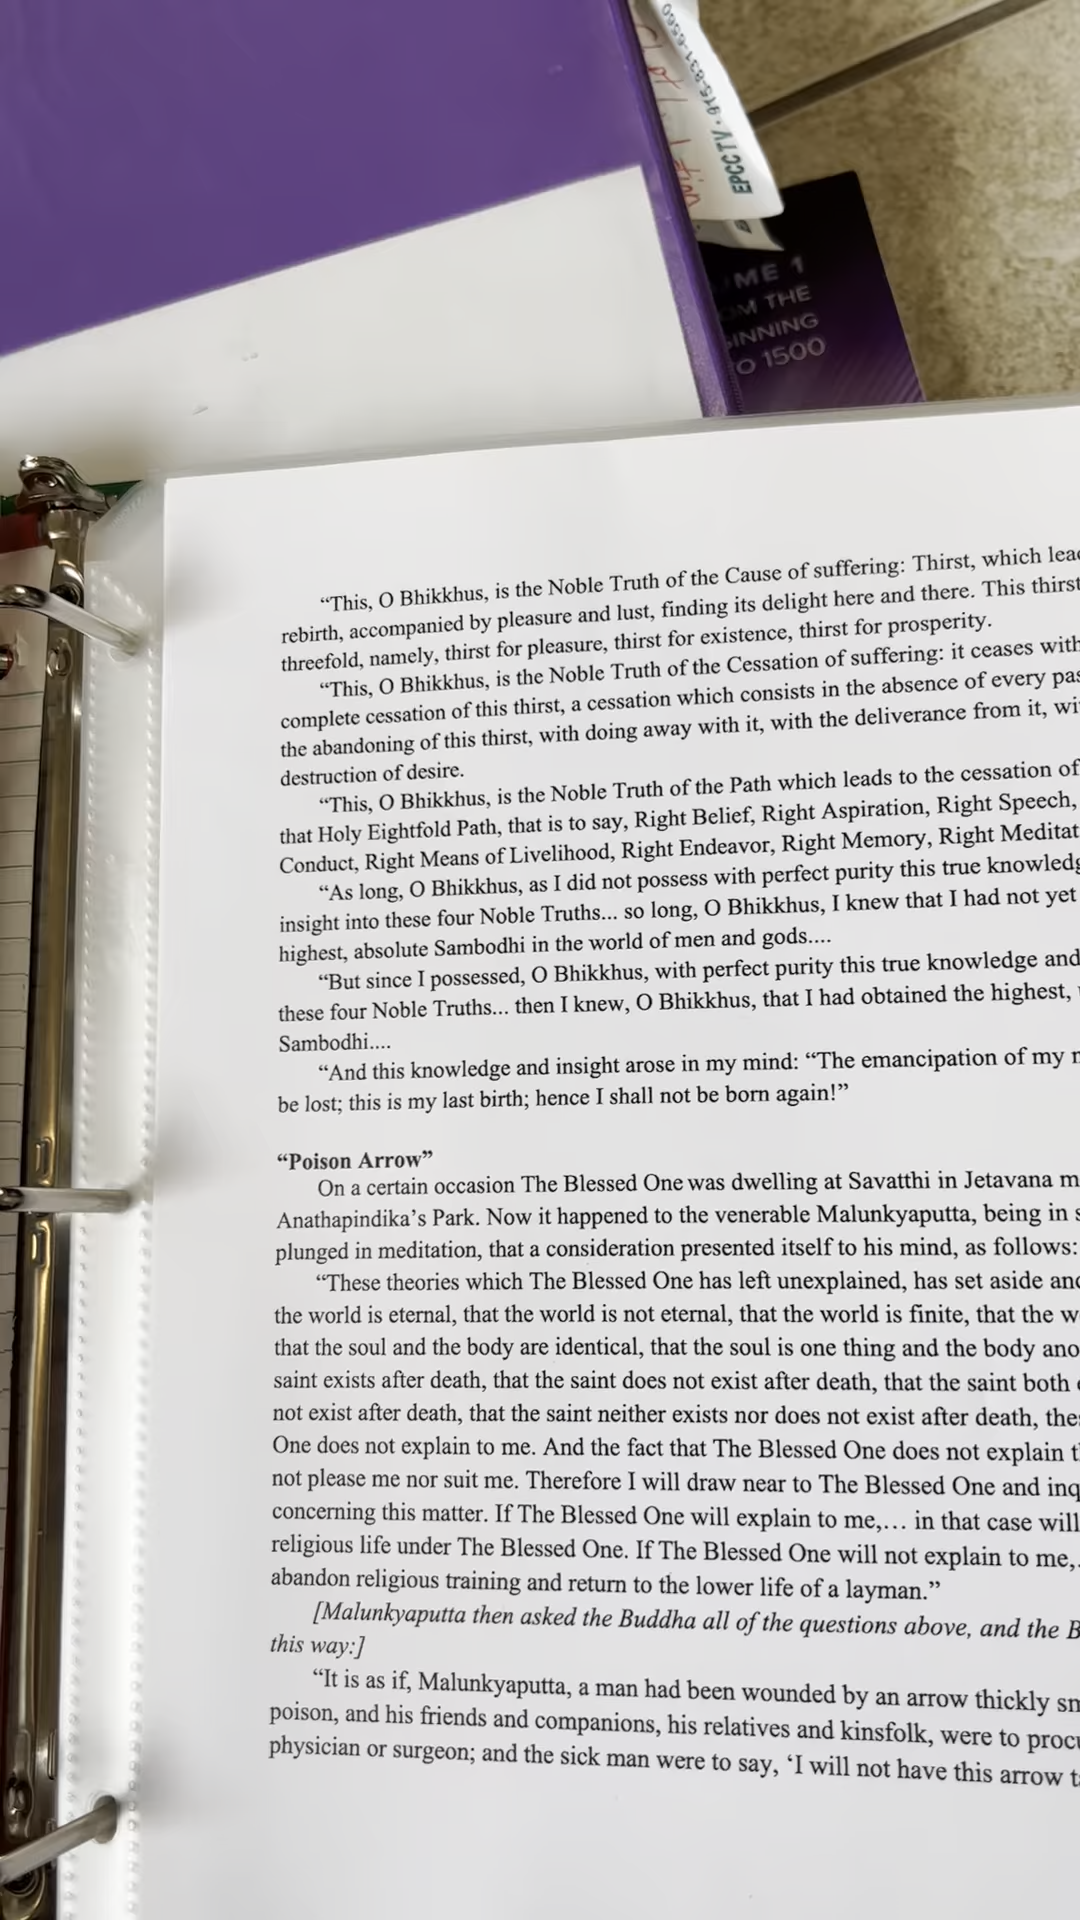 EPCCTV • 915-831-6560
ME 1
OM THE
INNING
O 1500
“This, O Bhikkhus, is the Noble Truth of the Cause of suffering: Thirst, which lea
rebirth, accompanied by pleasure and lust, finding its delight here and there. This thirst
threefold, namely, thirst for pleasure, thirst for existence, thirst for prosperity.
“This, O Bhikkhus, is the Noble Truth of the Cessation of suffering: it ceases with
complete cessation of this thirst, a cessation which consists in the absence of every pas
the abandoning of this thirst, with doing away with it, with the deliverance from it, wi
destruction of desire.
“This, O Bhikkhus, is the Noble Truth of the Path which leads to the cessation of
that Holy Eightfold Path, that is to say, Right Belief, Right Aspiration, Right Speech,
Conduct, Right Means of Livelihood, Right Endeavor, Right Memory, Right Meditat
“As long, O Bhikkhus, as I did not possess with perfect purity this true knowledg
insight into these four Noble Truths... so long, O Bhikkhus, I knew that I had not yet
highest, absolute Sambodhi in the world of men and gods....
“But since I possessed, O Bhikkhus, with perfect purity this true knowledge and
these four Noble Truths... then I knew, O Bhikkhus, that I had obtained the highest,
Sambodhi....
“And this knowledge and insight arose in my mind: “The emancipation of my
be lost; this is my last birth; hence I shall not be born again!”
“Poison Arrow”
On a certain occasion The Blessed One was dwelling at Savatthi in Jetavana m
Anathapindika’s Park. Now it happened to the venerable Malunkyaputta, being in s
plunged in meditation, that a consideration presented itself to his mind, as follows:
“These theories which The Blessed One has left unexplained, has set aside and
the world is eternal, that the world is not eternal, that the world is finite, that the w
that the soul and the body are identical, that the soul is one thing and the body ano
saint exists after death, that the saint does not exist after death, that the saint both
not exist after death, that the saint neither exists nor does not exist after death, the
One does not explain to me. And the fact that The Blessed One does not explain t
not please me nor suit me. Therefore I will draw near to The Blessed One and inq
concerning this matter. If The Blessed One will explain to me,… in that case will
religious life under The Blessed One. If The Blessed One will not explain to me,.
abandon religious training and return to the lower life of a layman.”
[Malunkyaputta then asked the Buddha all of the questions above, and the B
this way:]
“It is as if, Malunkyaputta, a man had been wounded by an arrow thickly sm
poison, and his friends and companions, his relatives and kinsfolk, were to procu
physician or surgeon; and the sick man were to say, ‘I will not have this arrow t